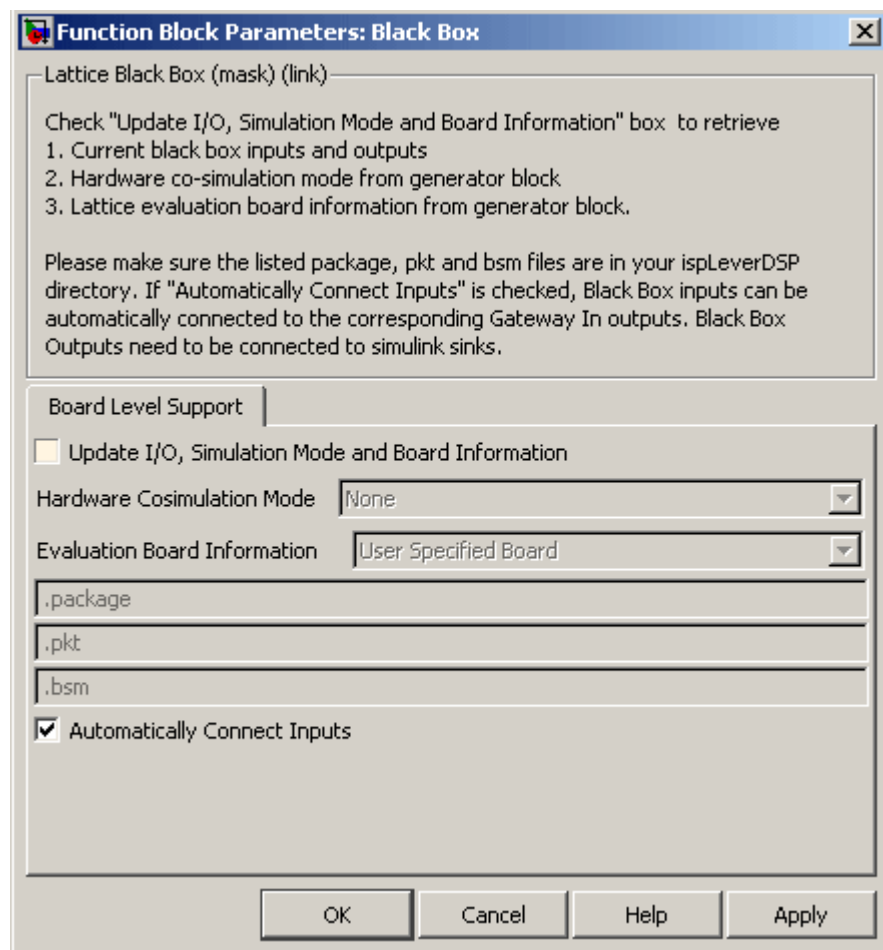 Function Block Parameters: Black Box
Lattice Black Box (mask) (link)
Check "Update I/O, Simulation Mode and Board Information" box to retrieve
1. Current black box inputs and outputs
2. Hardware co-simulation mode from generator block
3. Lattice evaluation board information from generator block.
Please make sure the listed package, pkt and bsm files are in your ispLeverDSP
directory. If "Automatically Connect Inputs" is checked, Black Box inputs can be
automatically connected to the corresponding Gateway In outputs. Black Box
Outputs need to be connected to simulink sinks.
Board Level Support
Update I/O, Simulation Mode and Board Information
Hardware Cosimulation Mode None
Evaluation Board Information User Specified Board
.package
.pkt
.bsm
Automatically Connect Inputs
OK Cancel Help Apply